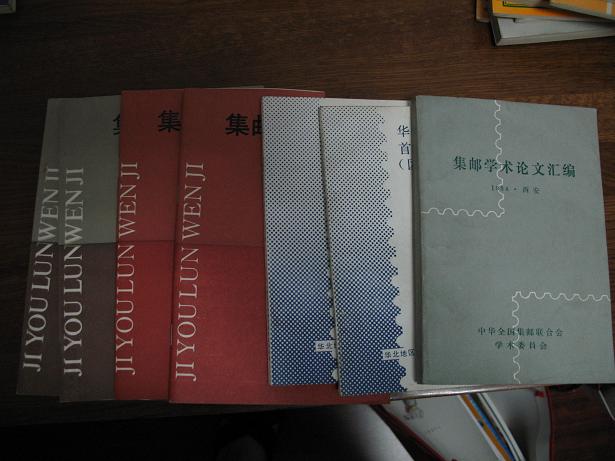 JI YOU LUN WEN JI
JI YOU LUN WEN JI
集
JI YOU LUN WEN JI
集邮
JI YOU LUN WEN JI
华北
华
首
华北地区
集邮学术论文汇编
1984·西安
中华全国集邮联合会
学术委员会